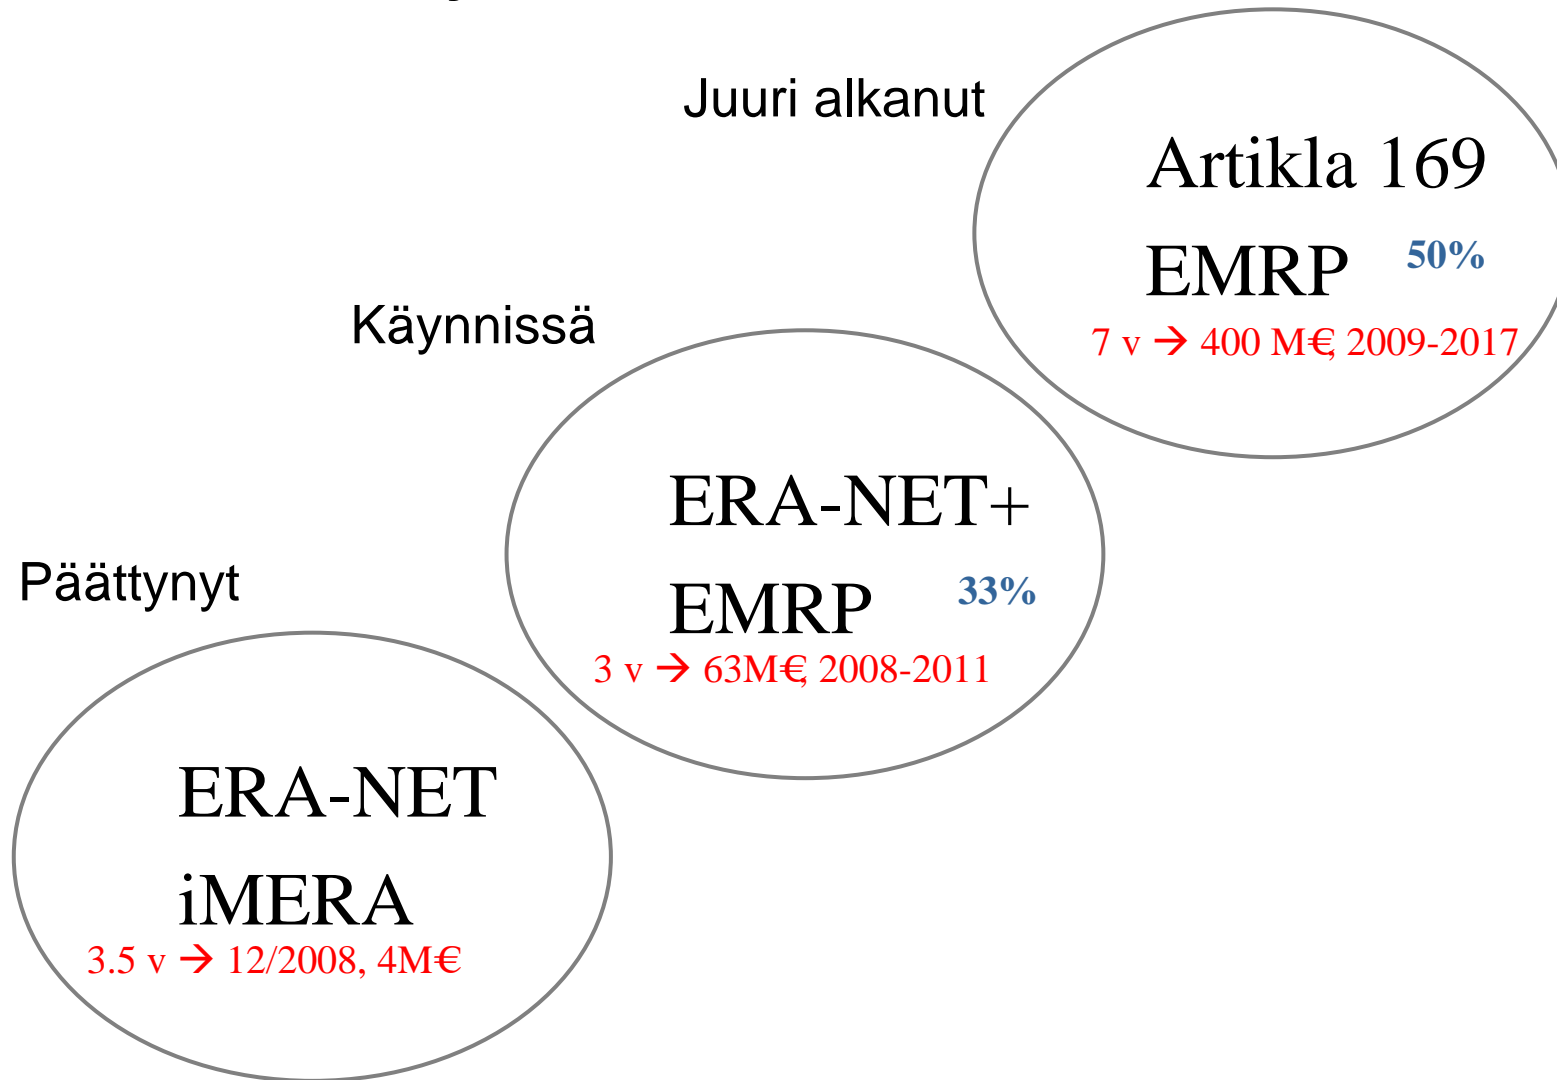 Juuri alkanut
Artikla 169
EMRP 50%
7 v → 400 M€, 2009-2017
Käynnissä
ERA-NET+
EMRP 33%
3 v → 63M€, 2008-2011
Päättynyt
ERA-NET
iMERA
3.5 v → 12/2008, 4M€